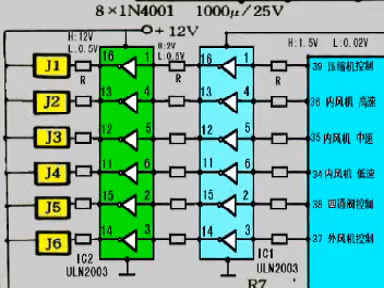 8×1N4001 1000μ/25V
+12V
H:12V
L:0.5V
H:2V
L:0.5V
H:1.5V L:0.02V
J1 R 16 1 R 16 1 R 39 压缩机控制
J2 13 4 13 4 36 内风机 高速
J3 12 5 12 5 35 内风机 中速
J4 11 6 11 6 34 内风机 低速
J5 15 2 15 2 38 四通阀控制
J6 14 3 14 3 37 外风机控制
IC2 IC1
ULN2003 ULN2003
R7